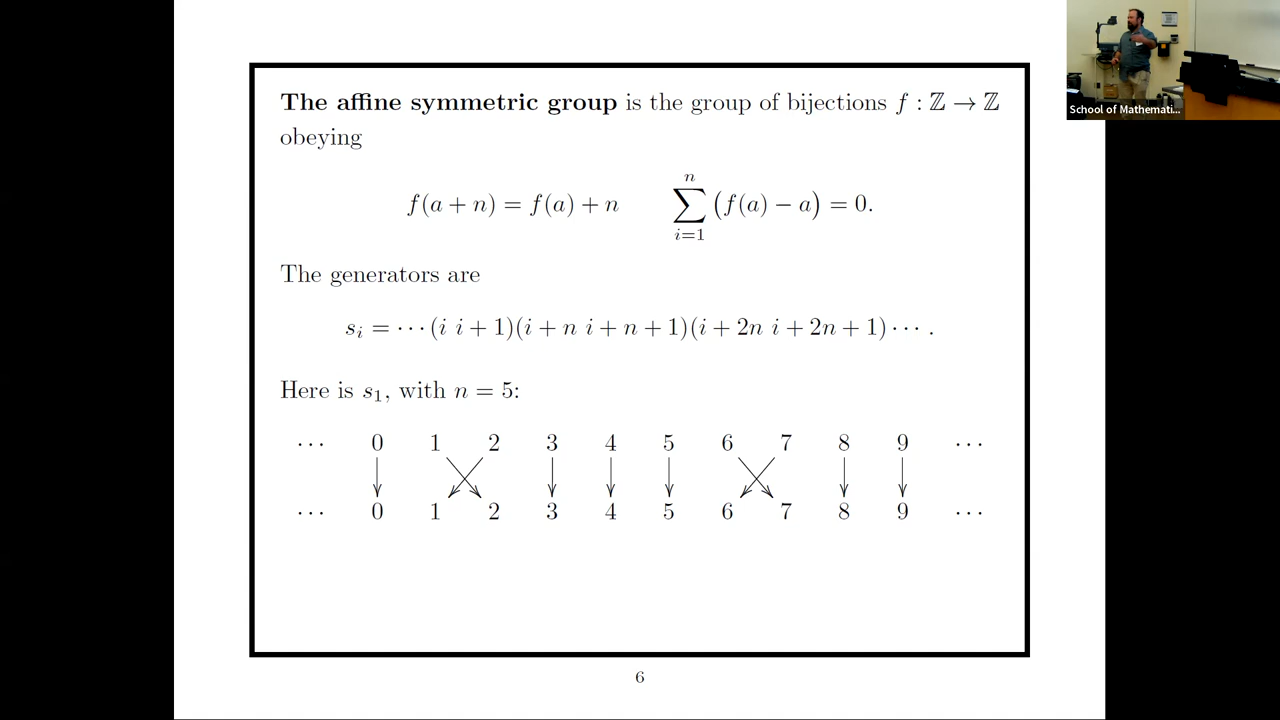 The affine symmetric group is the group of bijections f : ℤ → ℤ
obeying
f(a + n) = f(a) + n    ∑_{i=1}^{n} (f(a) − a) = 0.
The generators are
s_i = ··· (i i + 1)(i + n i + n + 1)(i + 2n i + 2n + 1) ··· .
Here is s_1, with n = 5:
··· 0 1 2 3 4 5 6 7 8 9 ···
··· 0 1 2 3 4 5 6 7 8 9 ···
6
School of Mathemati...